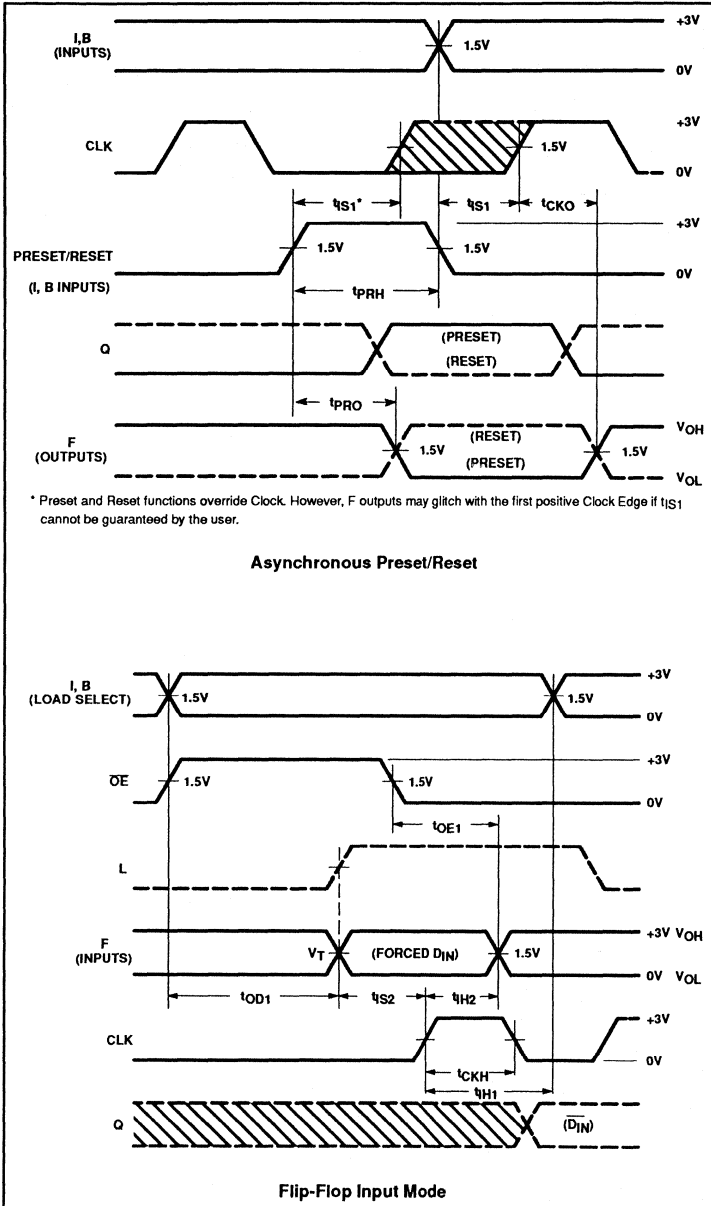 I,B
(INPUTS)
+3V
1.5V
0V
CLK
+3V
1.5V
0V
tIS1*
tIS1
tCKO
PRESET/RESET
(I, B INPUTS)
+3V
1.5V
1.5V
0V
tPRH
Q
(PRESET)
(RESET)
tPRO
F
(OUTPUTS)
VOH
(RESET)
1.5V
(PRESET)
1.5V
VOL
* Preset and Reset functions override Clock. However, F outputs may glitch with the first positive Clock Edge if tIS1
cannot be guaranteed by the user.
Asynchronous Preset/Reset
I, B
(LOAD SELECT)
+3V
1.5V
1.5V
0V
OE
+3V
1.5V
1.5V
0V
tOE1
L
F
(INPUTS)
+3V VOH
VT
(FORCED DIN)
1.5V
0V VOL
tOD1
tIS2
tIH2
CLK
+3V
0V
tCKH
tIH1
Q
(DIN)
Flip-Flop Input Mode